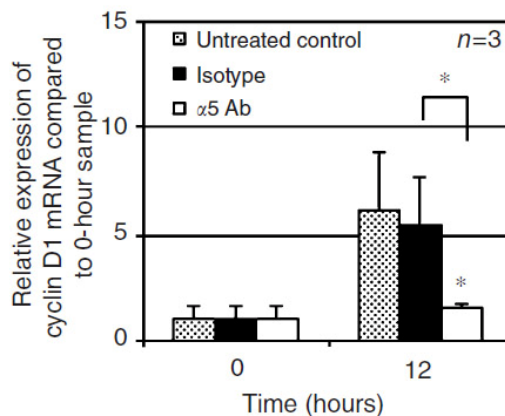 Relative expression of
cyclin D1 mRNA compared
to 0-hour sample
15
10
5
0
Untreated control
Isotype
α5 Ab
n=3
*
*
0
12
Time (hours)